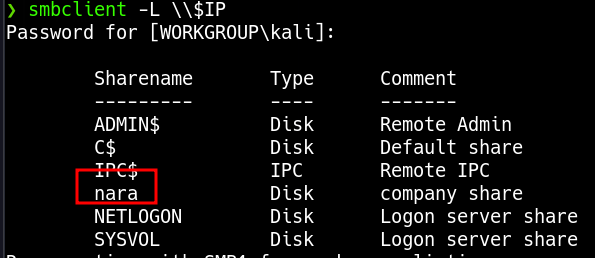 ❯ smbclient -L \\$IP
Password for [WORKGROUP\kali]:
Sharename Type Comment
--------- ---- -------
ADMIN$ Disk Remote Admin
C$ Disk Default share
IPC$ IPC Remote IPC
nara Disk company share
NETLOGON Disk Logon server share
SYSVOL Disk Logon server share